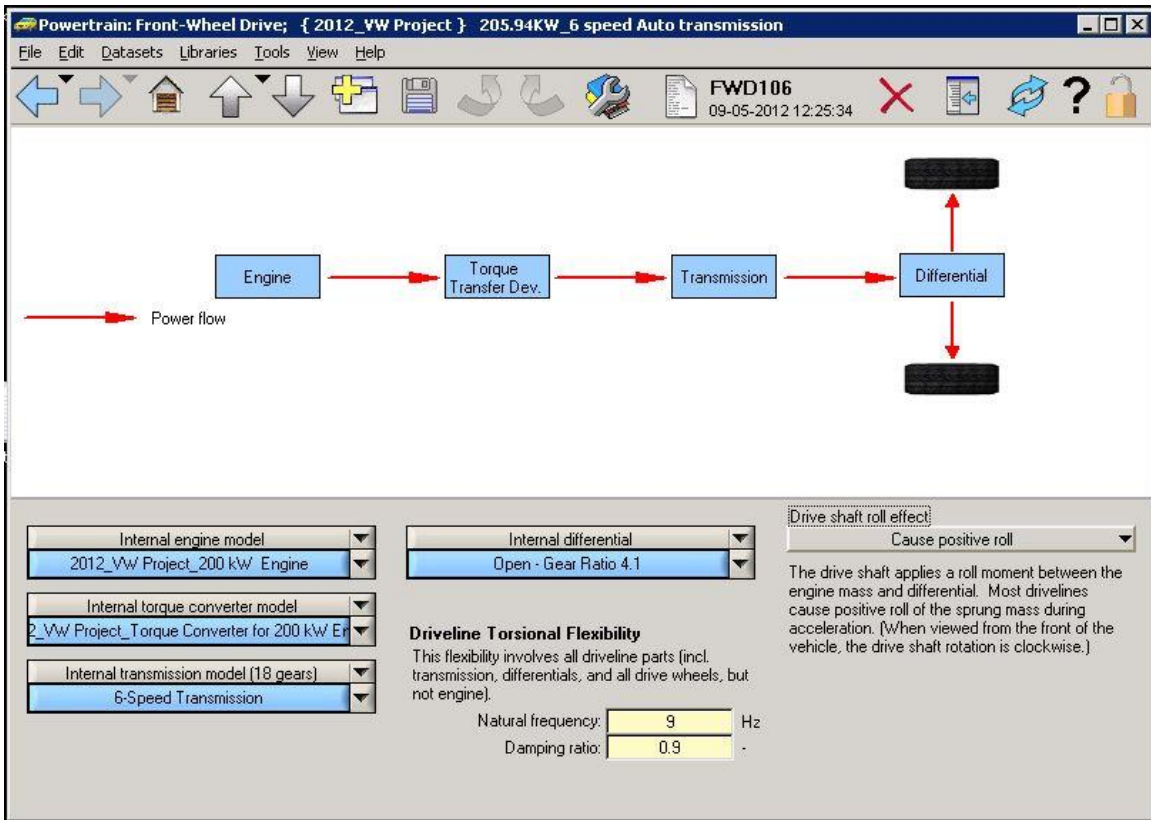 Powertrain: Front-Wheel Drive; { 2012_VW Project } 205.94KW_6 speed Auto transmission
File Edit Datasets Libraries Tools View Help
FWD106
09-05-2012 12:25:34
Engine
Torque
Transfer Dev.
Transmission
Differential
Power flow
Internal engine model
2012_VW Project_200 kW Engine
Internal torque converter model
2_VW Project_Torque Converter for 200 kW Er
Internal transmission model (18 gears)
6-Speed Transmission
Internal differential
Open - Gear Ratio 4.1
Driveline Torsional Flexibility
This flexibility involves all driveline parts (incl.
transmission, differentials, and all drive wheels, but
not engine).
Natural frequency: 9 Hz
Damping ratio: 0.9 -
Drive shaft roll effect
Cause positive roll
The drive shaft applies a roll moment between the
engine mass and differential. Most drivelines
cause positive roll of the sprung mass during
acceleration. (When viewed from the front of the
vehicle, the drive shaft rotation is clockwise.)